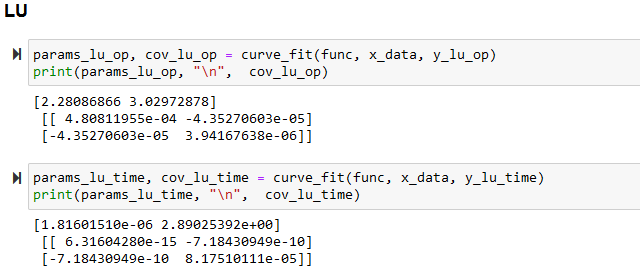 LU
params_lu_op, cov_lu_op = curve_fit(func, x_data, y_lu_op)
print(params_lu_op, "\n",  cov_lu_op)
[2.28086866 3.02972878]
 [[ 4.80811955e-04 -4.35270603e-05]
 [-4.35270603e-05  3.94167638e-06]]
params_lu_time, cov_lu_time = curve_fit(func, x_data, y_lu_time)
print(params_lu_time, "\n",  cov_lu_time)
[1.81601510e-06 2.89025392e+00]
 [[ 6.31604280e-15 -7.18430949e-10]
 [-7.18430949e-10  8.17510111e-05]]